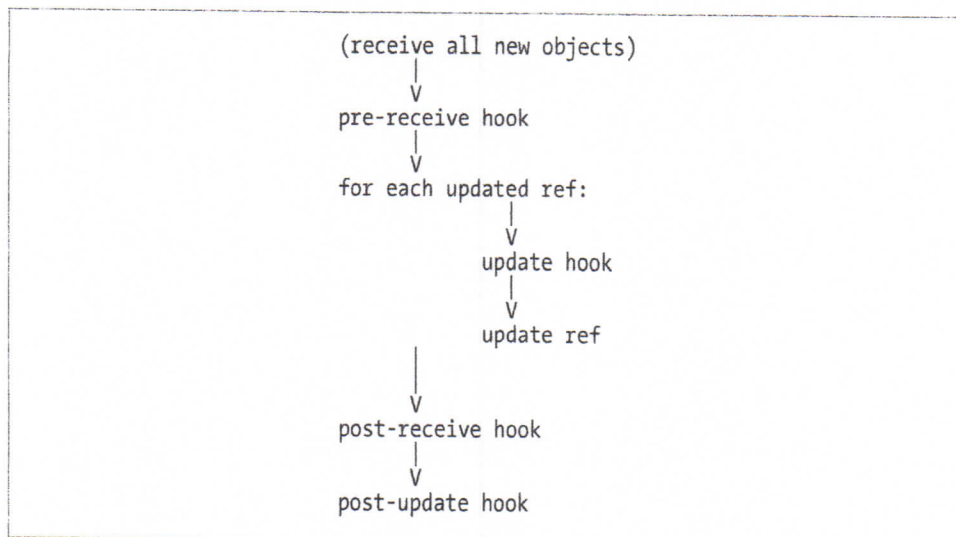 (receive all new objects)
|
V
pre-receive hook
|
V
for each updated ref:
|
V
update hook
|
V
update ref
|
|
V
post-receive hook
|
V
post-update hook